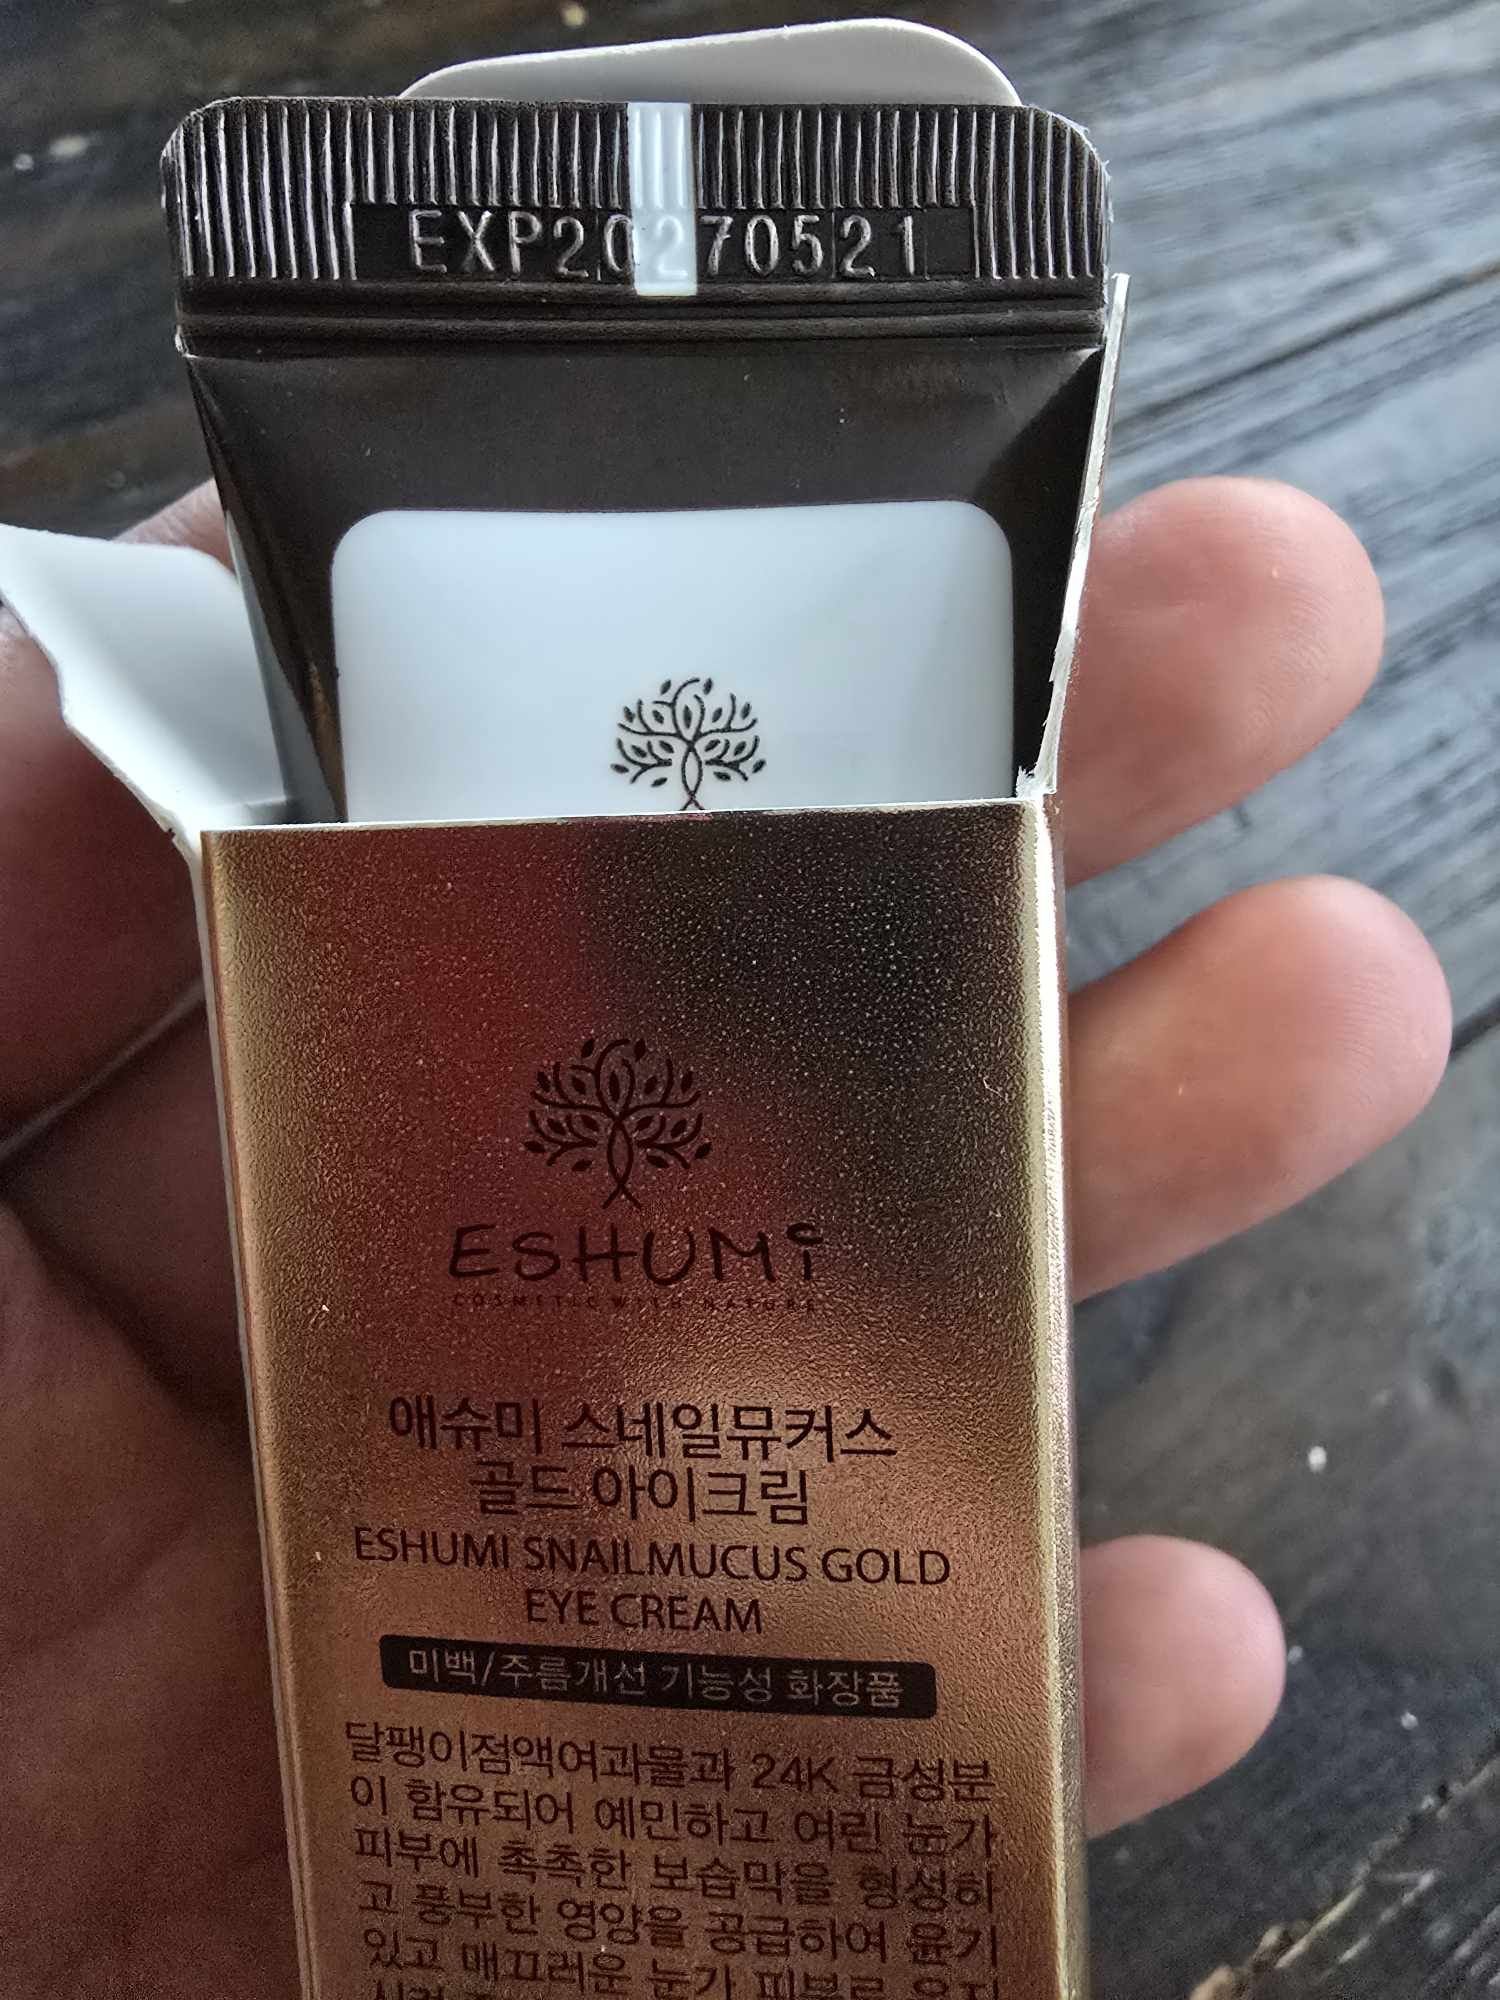 EXP20270521
ESHUMi
COSMETIC WITH NATURE
애슈미 스네일뮤커스
골드 아이크림
ESHUMI SNAILMUCUS GOLD
EYE CREAM
미백/주름개선 기능성 화장품
달팽이점액여과물과 24K 금성분
이 함유되어 예민하고 여린 눈가
피부에 촉촉한 보습막을 형성하
고 풍부한 영양을 공급하여 윤기
있고 매끄러운 눈가 피부로 유지